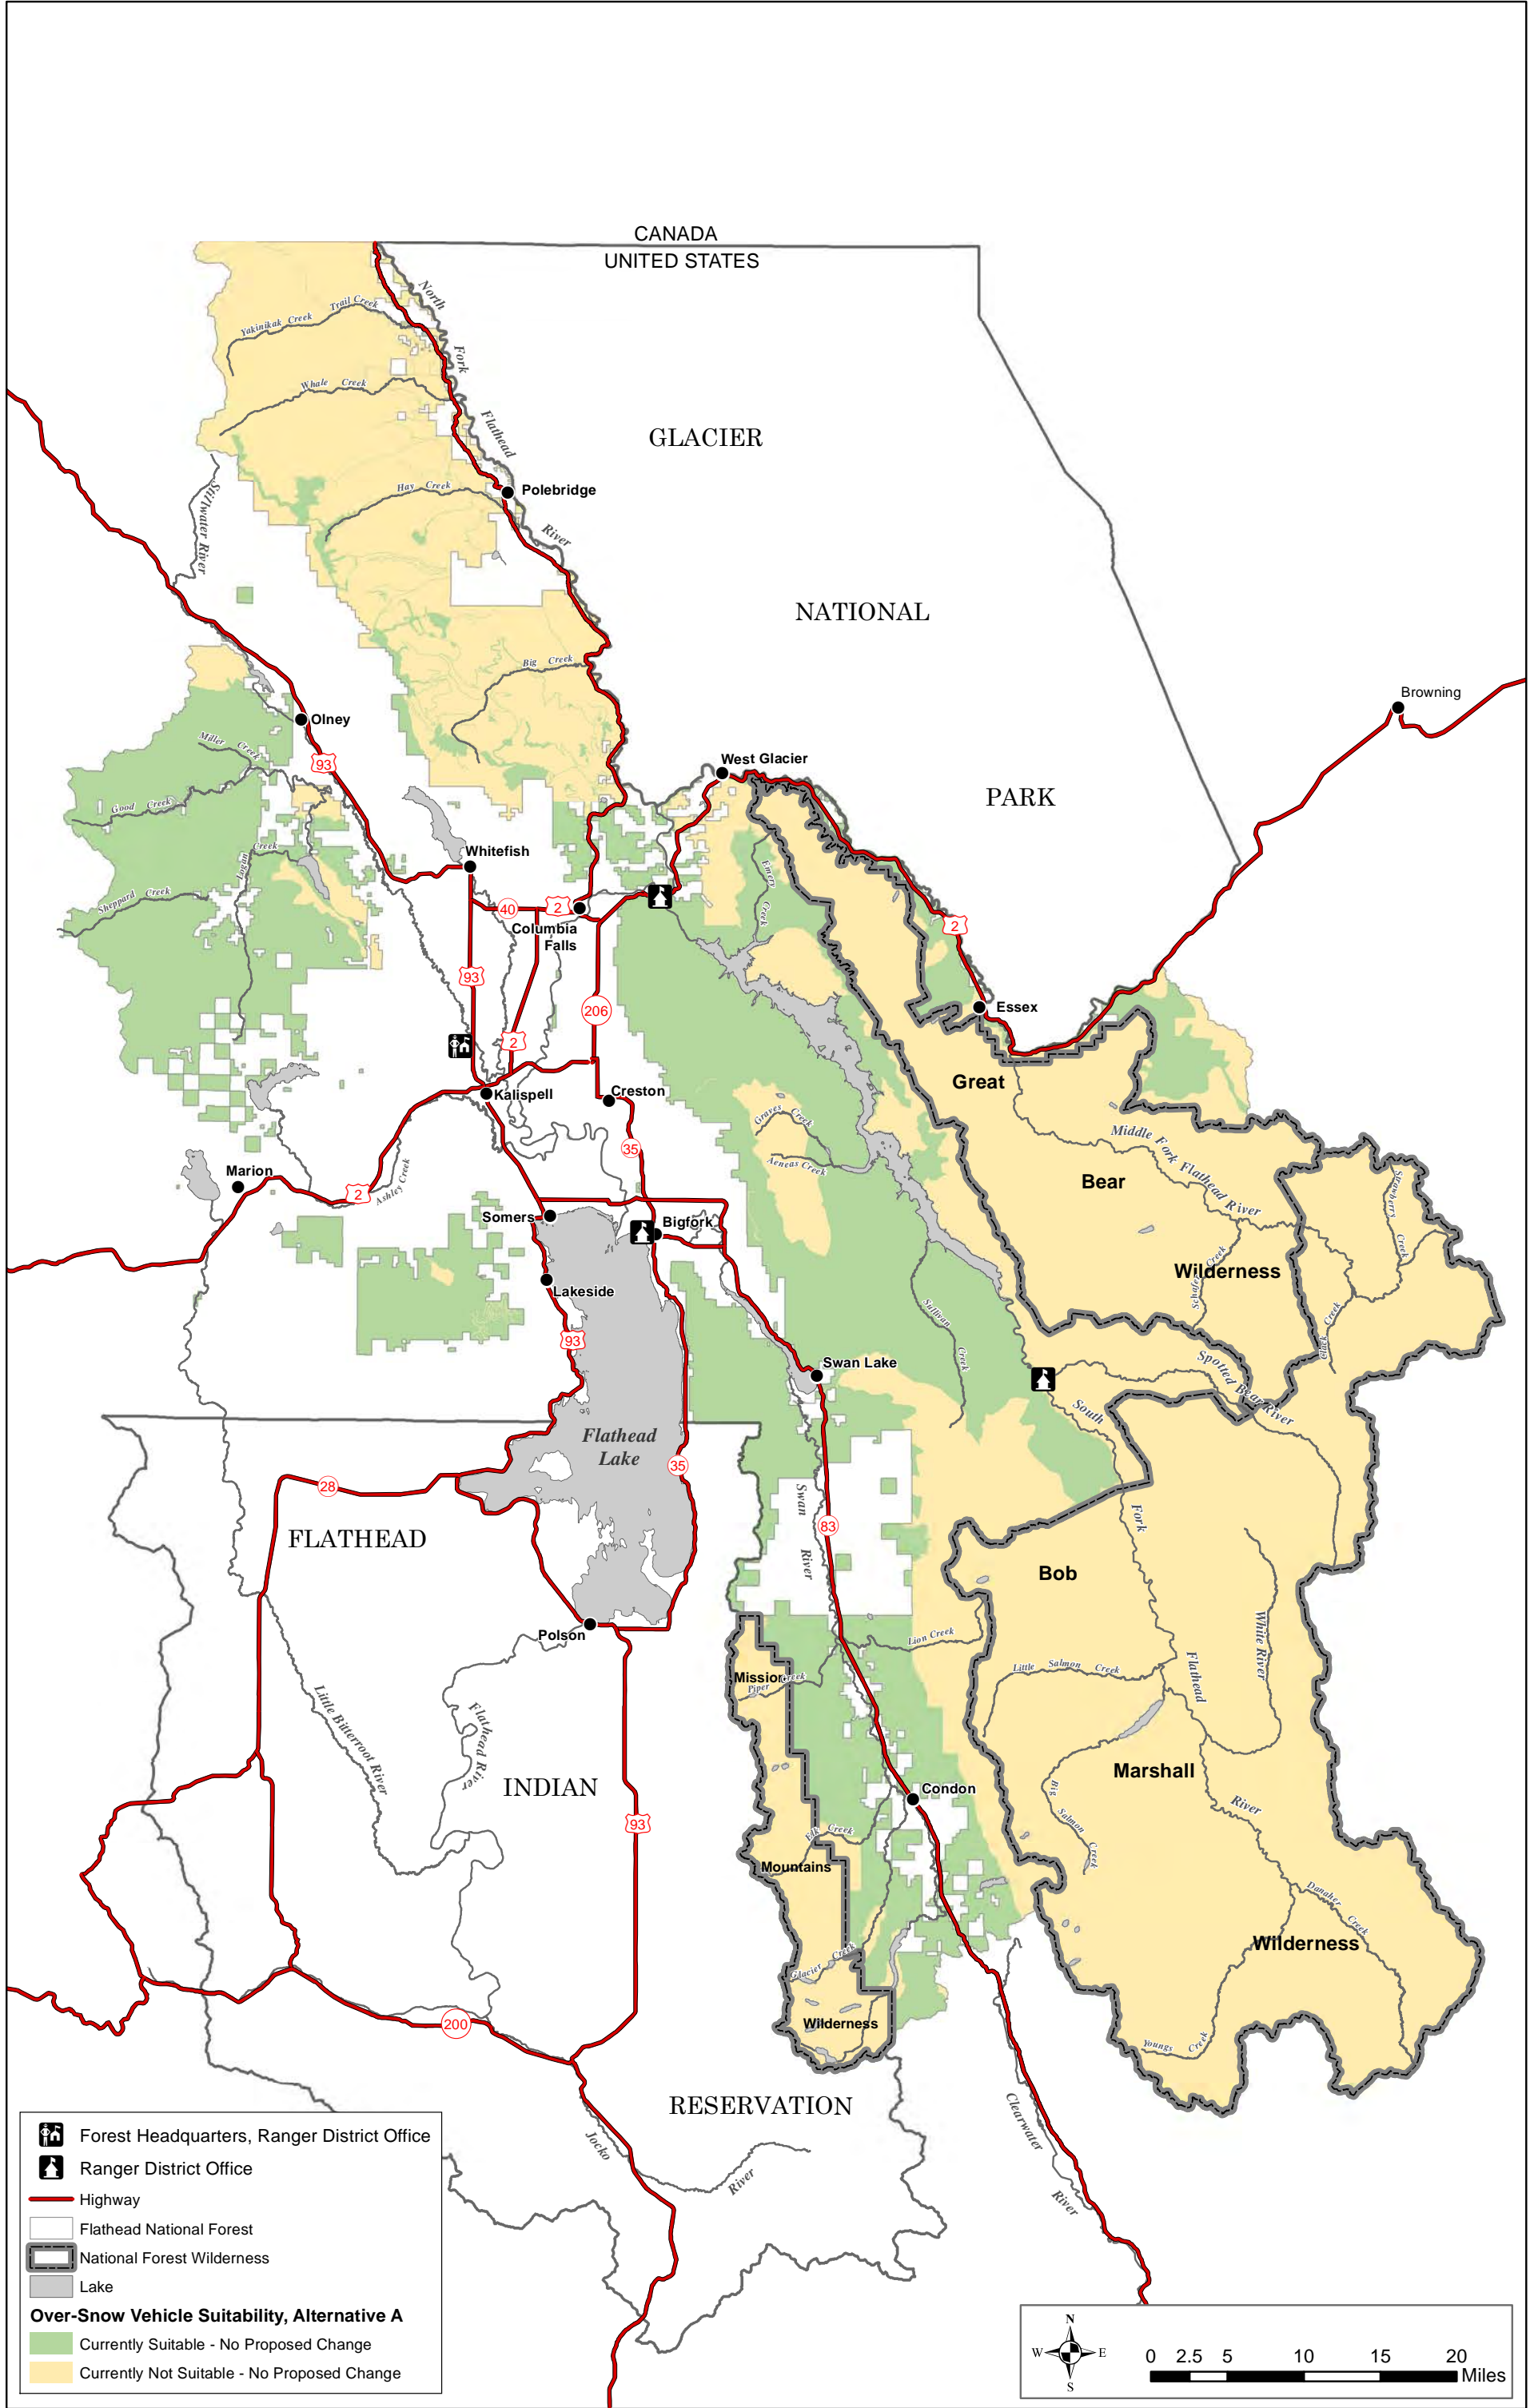 CANADA
UNITED STATES
North
Fork
Flathead
River
Trail Creek
Yakinikak Creek
Whale Creek
GLACIER
Hay Creek
Polebridge
Stillwater River
NATIONAL
Big Creek
Browning
Olney
Miller Creek
93
West Glacier
PARK
Good Creek
Whitefish
Logan Creek
Emery Creek
Sheppard Creek
40
2
Columbia
Falls
2
93
206
Essex
2
Great
Kalispell
Creston
Graves Creek
Middle Fork Flathead River
35
Aeneas Creek
Marion
Ashley Creek
2
Bear
Strawberry Creek
Somers
Bigfork
Wilderness
Schafer Creek
Lakeside
Sullivan Creek
Clack Creek
93
Swan Lake
Spotted Bear River
South
Flathead
Lake
35
28
Swan River
83
Fork
FLATHEAD
Bob
Polson
Lion Creek
White River
Little Salmon Creek
Flathead
Mission
Piper Creek
Little Bitterroot River
Flathead River
INDIAN
Marshall
Condon
Big Salmon Creek
River
93
Elk Creek
Mountains
Danaher Creek
Wilderness
Glacier Creek
200
Wilderness
Youngs Creek
RESERVATION
Clearwater River
Jocko River
Forest Headquarters, Ranger District Office
Ranger District Office
Highway
Flathead National Forest
National Forest Wilderness
Lake
Over-Snow Vehicle Suitability, Alternative A
Currently Suitable - No Proposed Change
Currently Not Suitable - No Proposed Change
N
W E
S
0 2.5 5 10 15 20
Miles